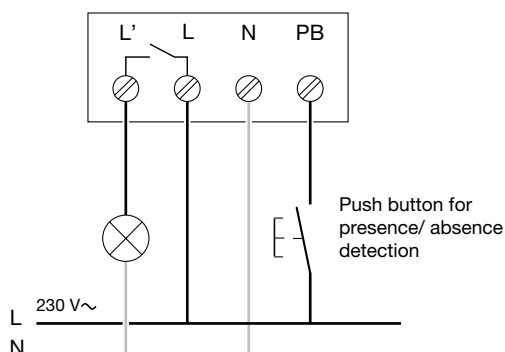 L’ L N PB
Push button for
presence/ absence
detection
230 V~
L
N